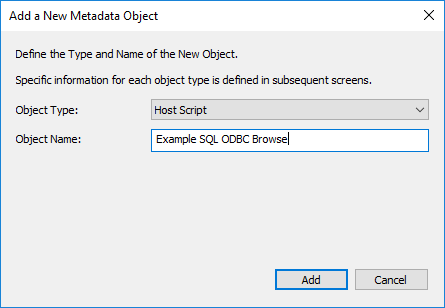 Add a New Metadata Object
Define the Type and Name of the New Object.
Specific information for each object type is defined in subsequent screens.
Object Type: Host Script
Object Name: Example SQL ODBC Browse
Add Cancel